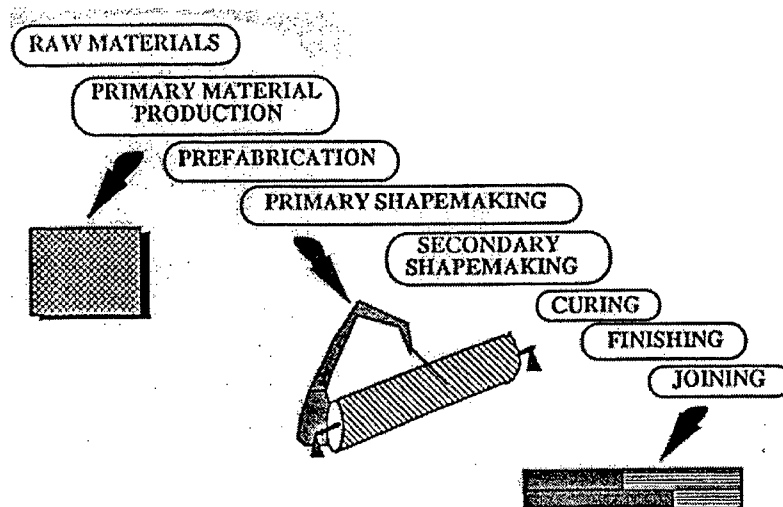 RAW MATERIALS
PRIMARY MATERIAL
PRODUCTION
PREFABRICATION
PRIMARY SHAPEMAKING
SECONDARY
SHAPEMAKING
CURING
FINISHING
JOINING